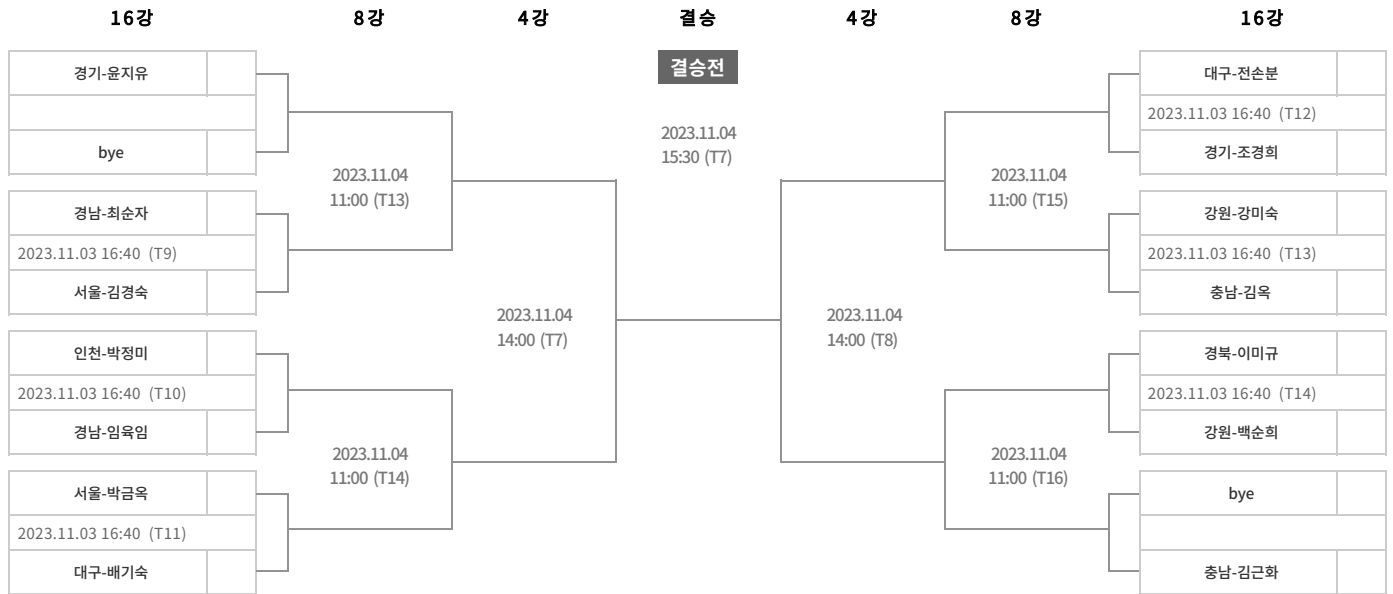 16강 8강 4강 결승 4강 8강 16강
경기-윤지유
bye
경남-최순자
2023.11.03 16:40 (T9)
서울-김경숙
인천-박정미
2023.11.03 16:40 (T10)
경남-임육임
서울-박금옥
2023.11.03 16:40 (T11)
대구-배기숙
2023.11.04
11:00 (T13)
2023.11.04
11:00 (T14)
2023.11.04
14:00 (T7)
결승전
2023.11.04
15:30 (T7)
2023.11.04
14:00 (T8)
2023.11.04
11:00 (T15)
2023.11.04
11:00 (T16)
대구-전손분
2023.11.03 16:40 (T12)
경기-조경희
강원-강미숙
2023.11.03 16:40 (T13)
충남-김옥
경북-이미규
2023.11.03 16:40 (T14)
강원-백순희
bye
충남-김근화